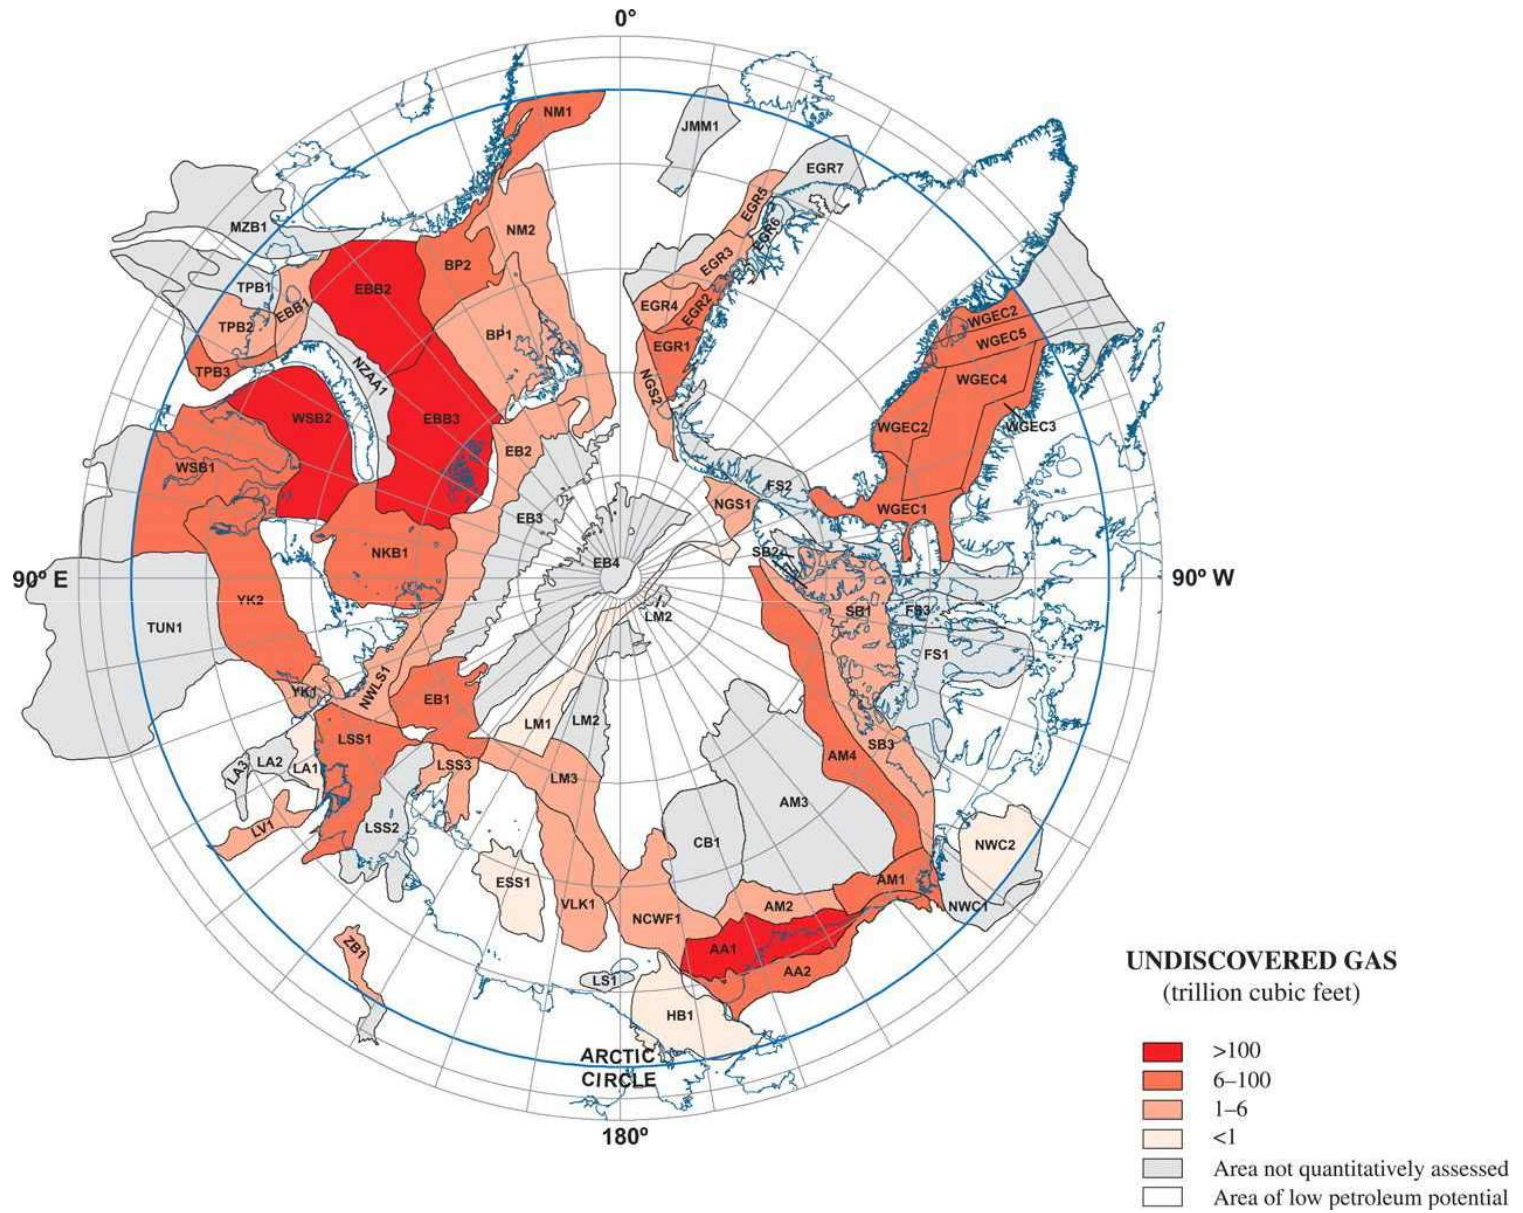 0°
NM1
JMM1
EGR7
MZB1
EGR5
NM2
EGR6
BP2
EGR3
TPB1
EBB2
EBB1
EGR4
EGR2
WGEC2
TPB2
BP1
WGEC5
EGR1
TPB3
NZAA1
NGS2
WGEC4
WSB2
EBB3
WGEC2
WGEC3
EB2
WSB1
FS2
NGS1
WGEC1
EB3
NKB1
SB2
EB4
90° E
90° W
YK2
SB1
FS3
LM2
TUN1
FS1
YK1
NWLS1
EB1
LM1
LM2
LSS1
SB3
AM4
LA3
LA2
LA1
LSS3
LM3
AM3
LV1
LSS2
CB1
NWC2
ESS1
AM1
VLK1
NCWF1
AM2
NWC1
ZB1
AA1
AA2
LS1
HB1
ARCTIC
CIRCLE
180°
UNDISCOVERED GAS
(trillion cubic feet)
>100
6–100
1–6
<1
Area not quantitatively assessed
Area of low petroleum potential